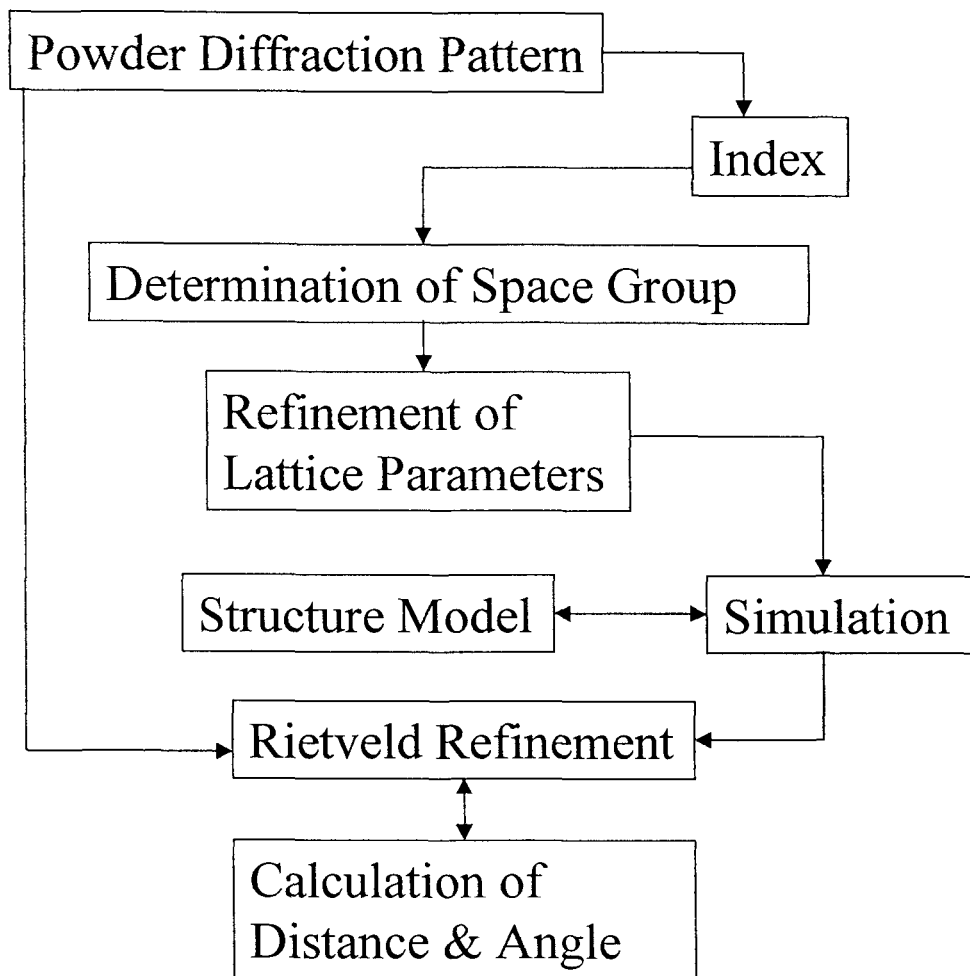 Powder Diffraction Pattern
Index
Determination of Space Group
Refinement of
Lattice Parameters
Structure Model
Simulation
Rietveld Refinement
Calculation of
Distance & Angle